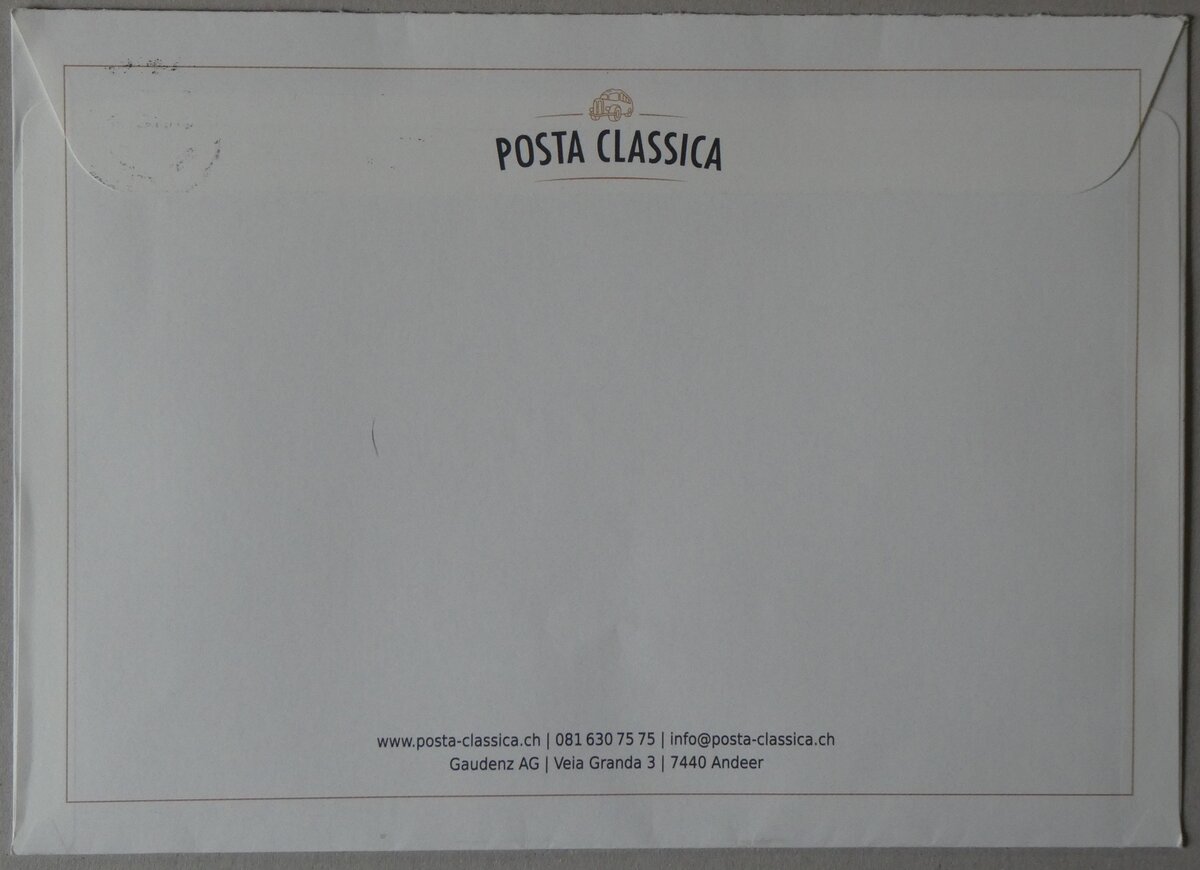 POSTA CLASSICA
www.posta-classica.ch | 081 630 75 75 | info@posta-classica.ch
Gaudenz AG | Veia Granda 3 | 7440 Andeer